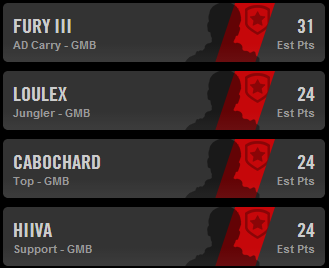 FURY III 31
AD Carry - GMB Est Pts
LOULEX 24
Jungler - GMB Est Pts
CABOCHARD 24
Top - GMB Est Pts
HIIVA 24
Support - GMB Est Pts